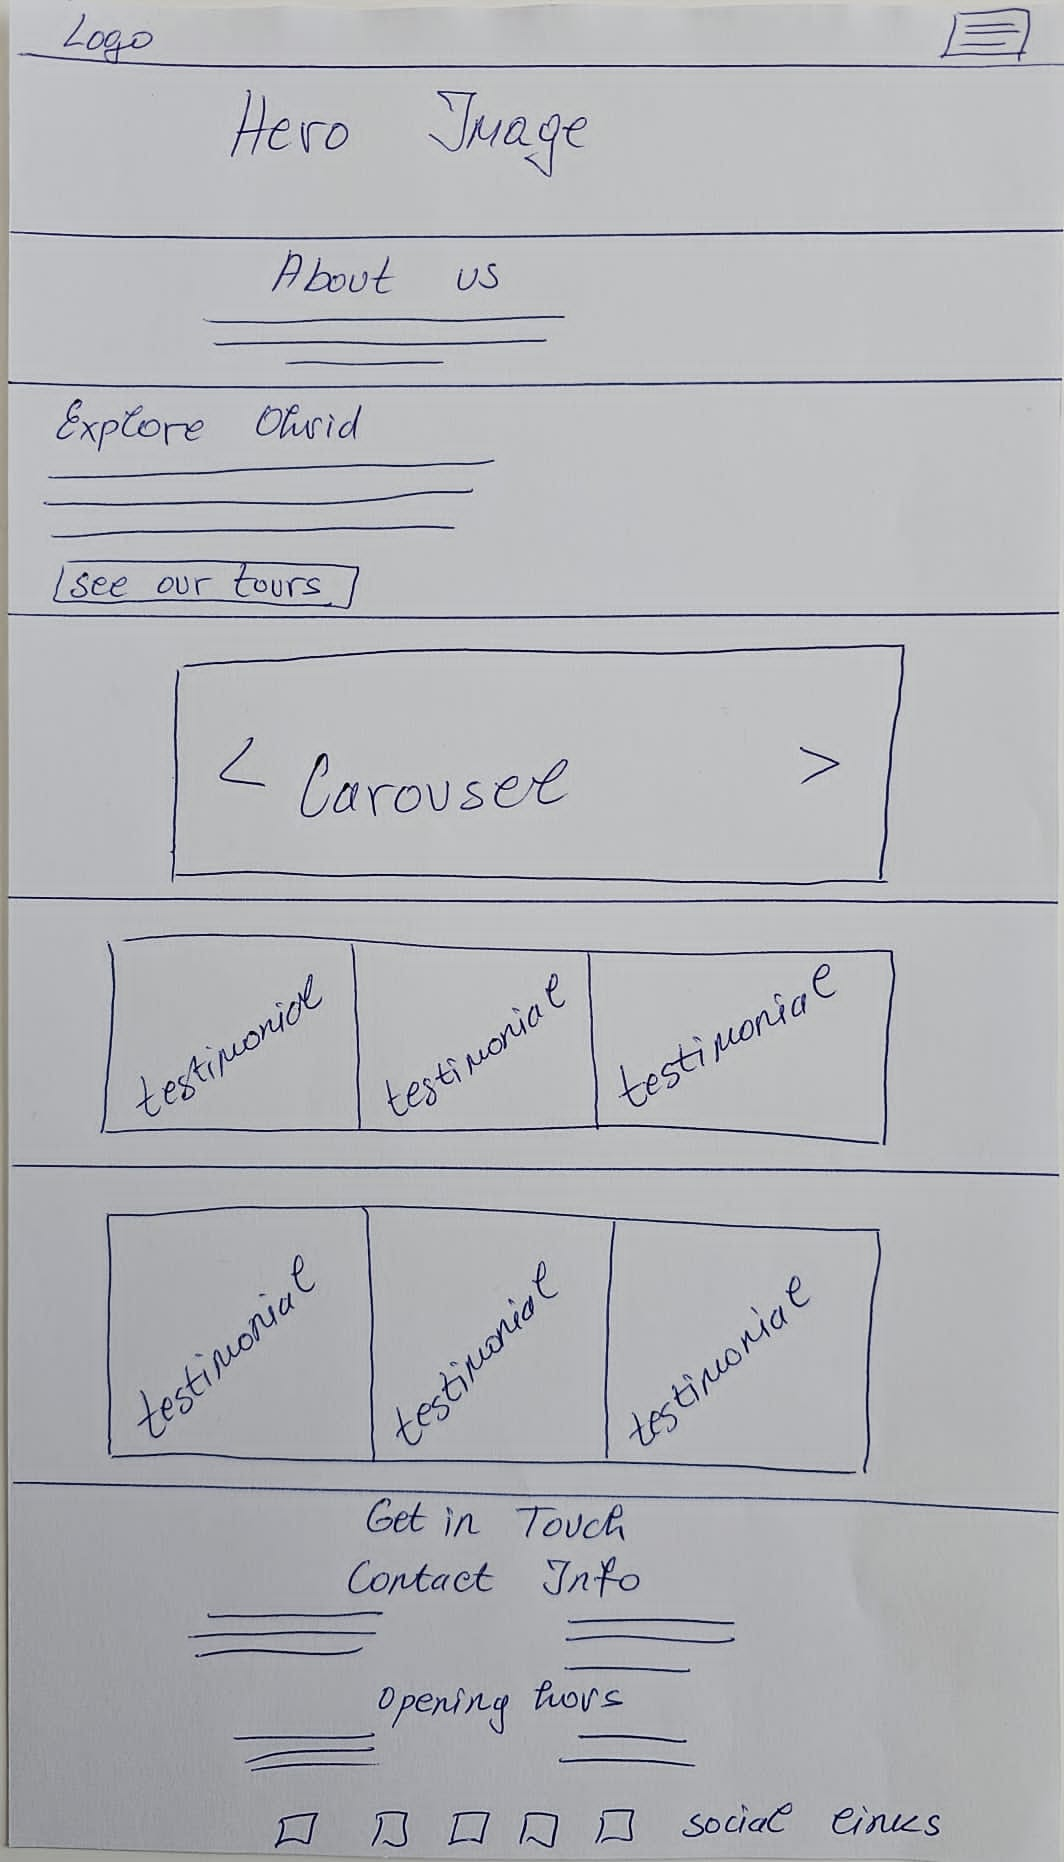 Logo
Hero Image
About us
Explore Ohrid
see our tours
< Carousel >
testimonial testimonial testimonial
testimonial testimonial testimonial
Get in Touch
Contact Info
Opening hors
social links